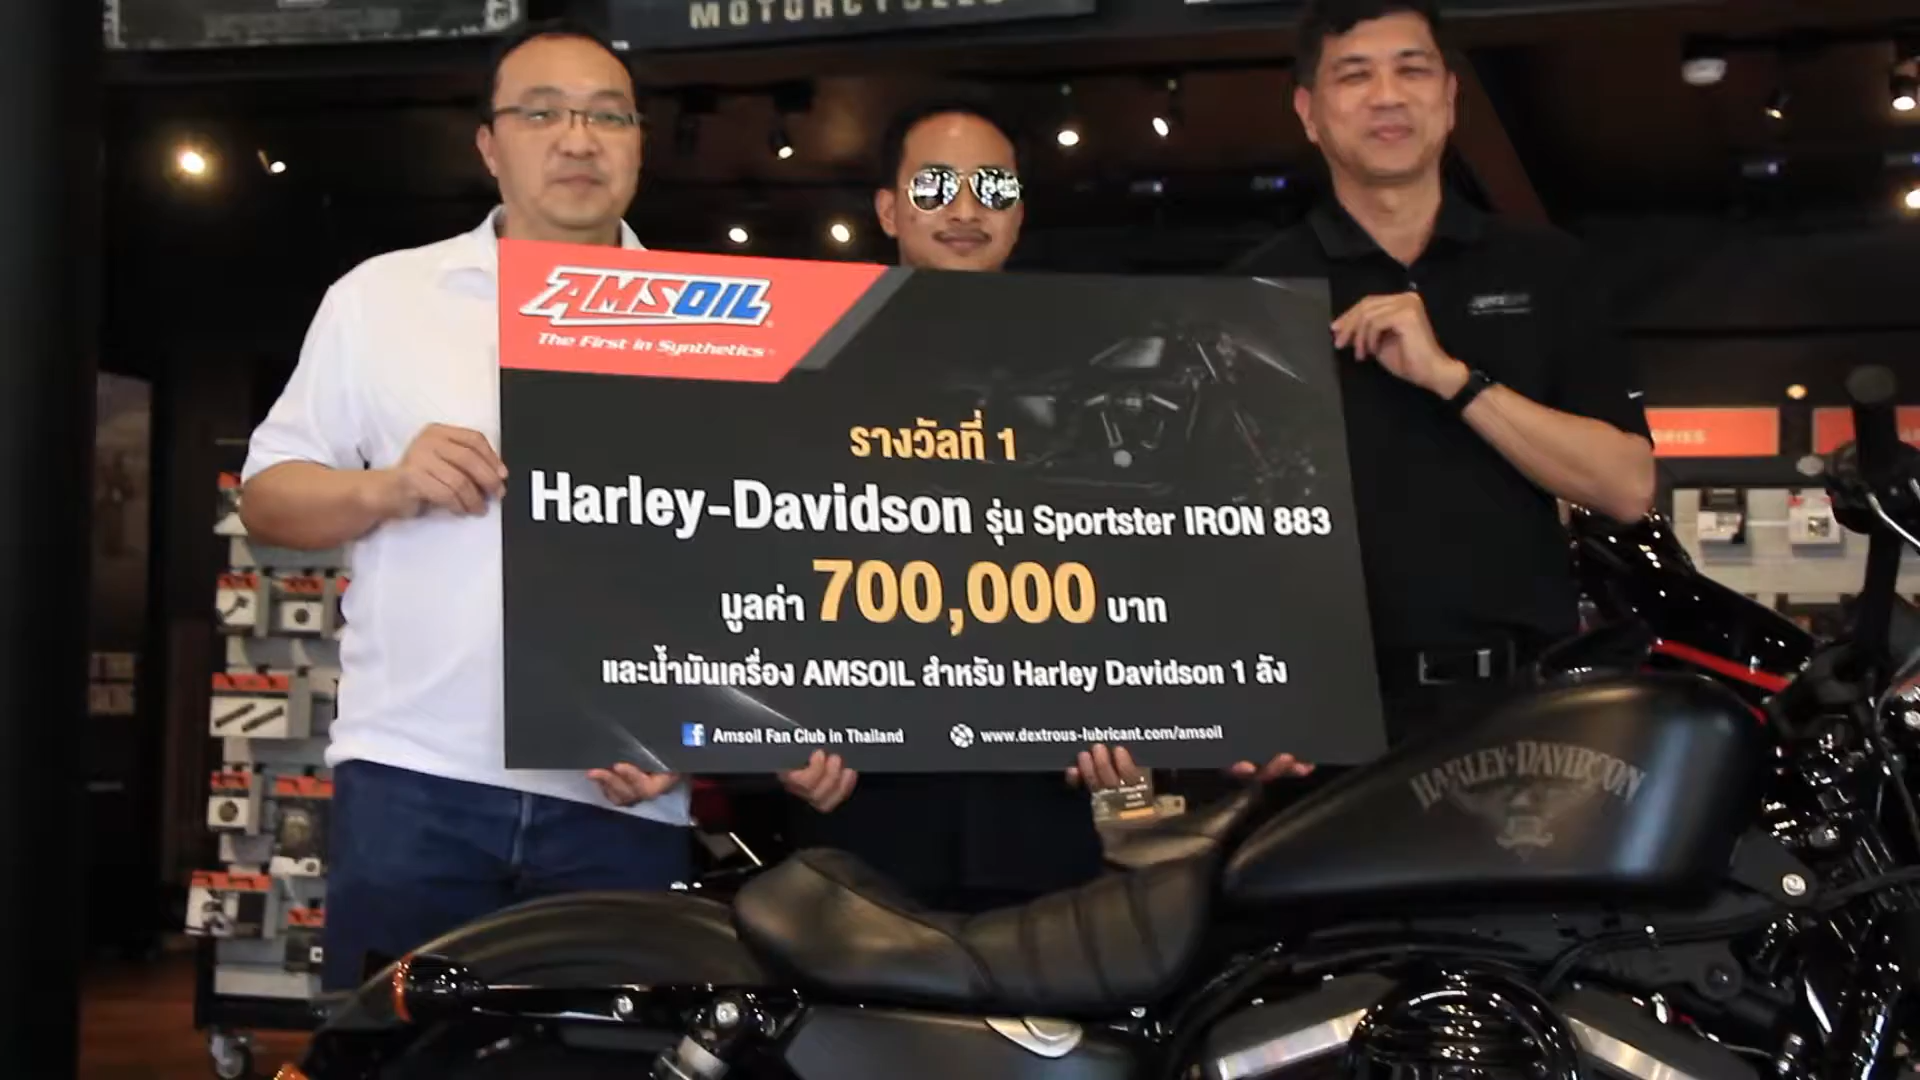 MOTORCYCLES
AMSOIL
The First in Synthetics
รางวัลที่ 1
Harley-Davidson รุ่น Sportster IRON 883
มูลค่า 700,000 บาท
และน้ำมันเครื่อง AMSOIL สำหรับ Harley Davidson 1 ลัง
Amsoil Fan Club in Thailand
www.dextrous-lubricant.com/amsoil
HARLEY-DAVIDSON